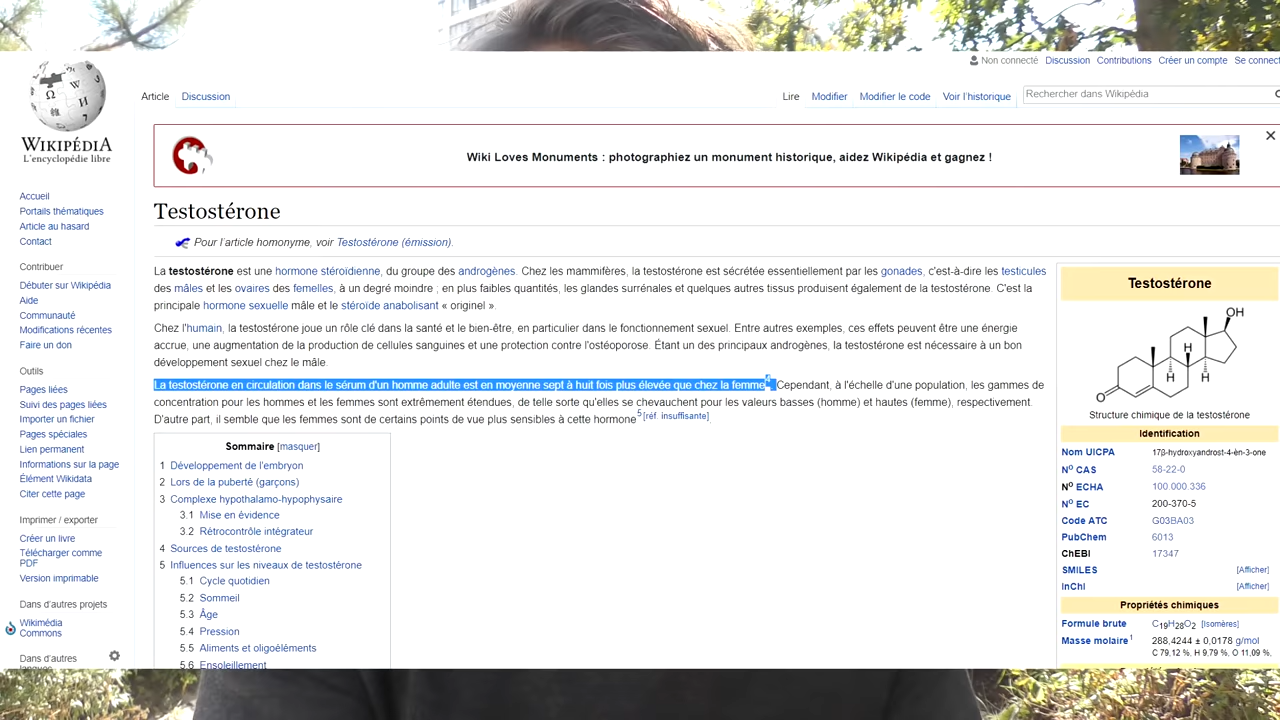 Non connecté Discussion Contributions Créer un compte Se connect
Article Discussion
Lire Modifier Modifier le code Voir l'historique
Rechercher dans Wikipédia
WIKIPÉDIA
L'encyclopédie libre
Wiki Loves Monuments : photographiez un monument historique, aidez Wikipédia et gagnez !
Accueil
Portails thématiques
Article au hasard
Contact
Contribuer
Débuter sur Wikipédia
Aide
Communauté
Modifications récentes
Faire un don
Outils
Pages liées
Suivi des pages liées
Importer un fichier
Pages spéciales
Lien permanent
Informations sur la page
Élément Wikidata
Citer cette page
Imprimer / exporter
Créer un livre
Télécharger comme
PDF
Version imprimable
Dans d'autres projets
Wikimédia
Commons
Dans d'autres
langues
Testostérone
Pour l'article homonyme, voir Testostérone (émission).
La testostérone est une hormone stéroïdienne, du groupe des androgènes. Chez les mammifères, la testostérone est sécrétée essentiellement par les gonades, c'est-à-dire les testicules
des mâles et les ovaires des femelles, à un degré moindre ; en plus faibles quantités, les glandes surrénales et quelques autres tissus produisent également de la testostérone. C'est la
principale hormone sexuelle mâle et le stéroïde anabolisant « originel ».
Chez l'humain, la testostérone joue un rôle clé dans la santé et le bien-être, en particulier dans le fonctionnement sexuel. Entre autres exemples, ces effets peuvent être une énergie
accrue, une augmentation de la production de cellules sanguines et une protection contre l'ostéoporose. Étant un des principaux androgènes, la testostérone est nécessaire à un bon
développement sexuel chez le mâle.
La testostérone en circulation dans le sérum d'un homme adulte est en moyenne sept à huit fois plus élevée que chez la femme4. Cependant, à l'échelle d'une population, les gammes de
concentration pour les hommes et les femmes sont extrêmement étendues, de telle sorte qu'elles se chevauchent pour les valeurs basses (homme) et hautes (femme), respectivement.
D'autre part, il semble que les femmes sont de certains points de vue plus sensibles à cette hormone5 [réf. insuffisante]
Sommaire [masquer]
1 Développement de l'embryon
2 Lors de la puberté (garçons)
3 Complexe hypothalamo-hypophysaire
3.1 Mise en évidence
3.2 Rétrocontrôle intégrateur
4 Sources de testostérone
5 Influences sur les niveaux de testostérone
5.1 Cycle quotidien
5.2 Sommeil
5.3 Âge
5.4 Pression
5.5 Aliments et oligoéléments
5.6 Ensoleillement
Testostérone
OH
H
H H
O
Structure chimique de la testostérone
Identification
Nom UICPA 17β-hydroxyandrost-4-èn-3-one
No CAS 58-22-0
No ECHA 100.000.336
No EC 200-370-5
Code ATC G03BA03
PubChem 6013
ChEBI 17347
SMILES [Afficher]
InChI [Afficher]
Propriétés chimiques
Formule brute C19H28O2 [Isomères]
Masse molaire1 288,4244 ± 0,0178 g/mol
C 79,12 %, H 9,79 %, O 11,09 %,